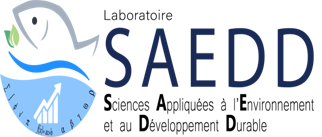 Laboratoire
SAEDD
Sciences Appliquées à l'Environnement
et au Développement Durable